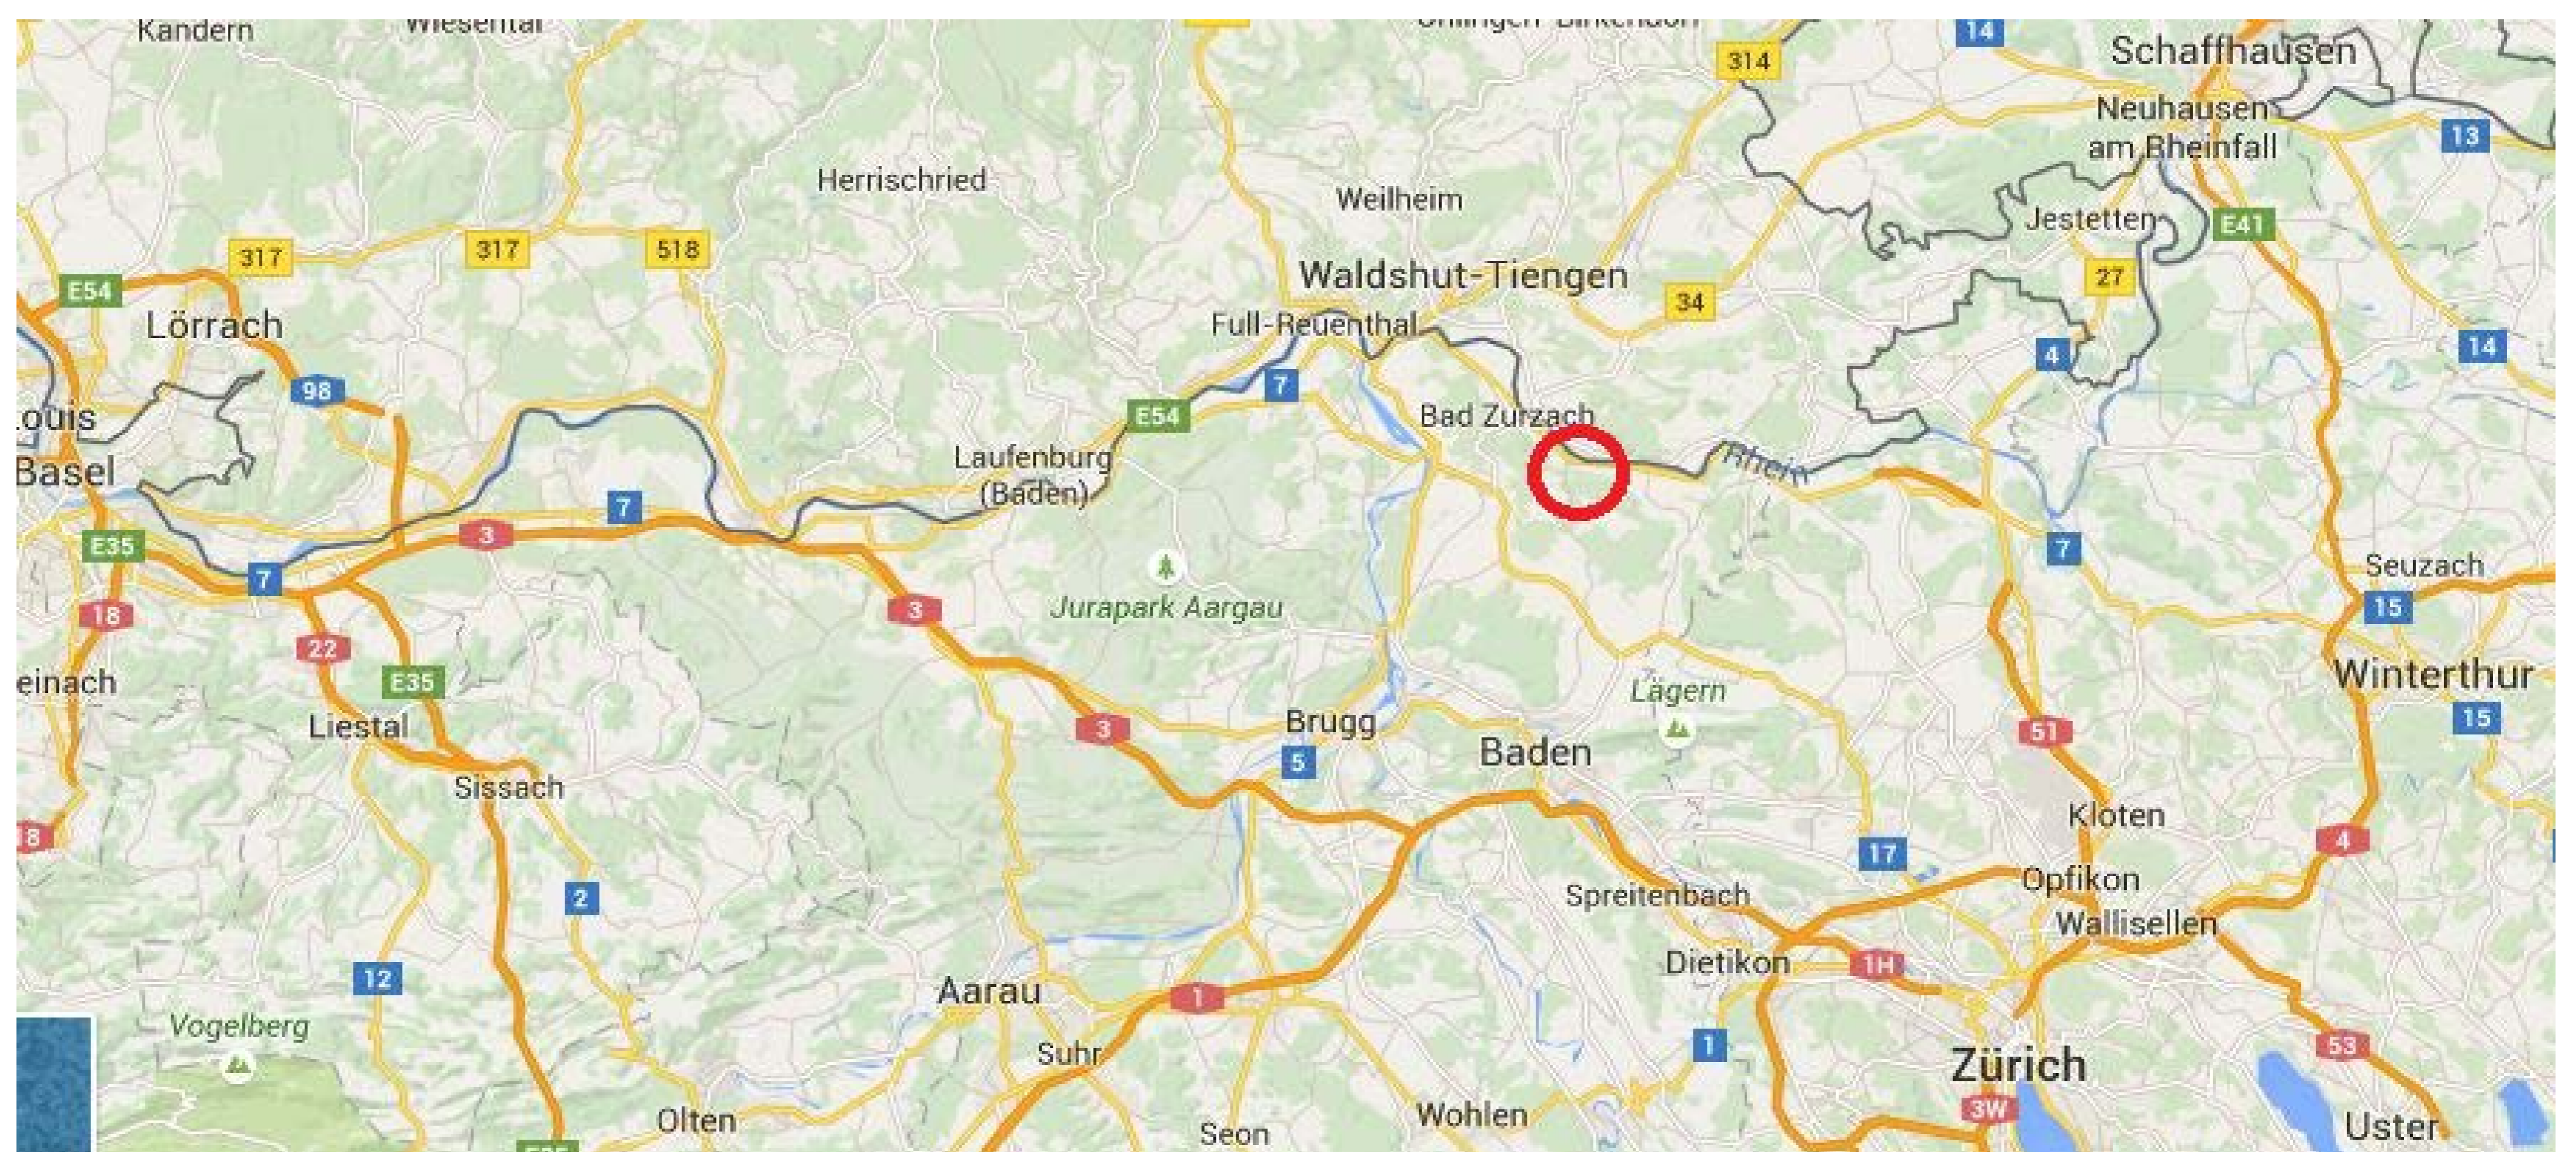 Kandern
Wiesental
14
Schaffhausen
314
Neuhausen
am Rheinfall
13
Herrischried
Weilheim
Jestetten
E41
317
317
518
Waldshut-Tiengen
27
E54
34
Lörrach
Full-Reuenthal
4
14
98
7
Louis
E54
Bad Zurzach
Basel
Laufenburg
(Baden)
Rhein
7
3
E35
7
7
Seuzach
18
3
Jurapark Aargau
15
22
einach
E35
Lägern
Winterthur
Liestal
3
Brugg
51
15
Baden
5
Sissach
Kloten
18
17
4
2
Spreitenbach
Opfikon
Wallisellen
12
Dietikon
1H
Aarau
1
Vogelberg
Suhr
1
53
Zürich
Olten
Seon
Wohlen
3W
Uster